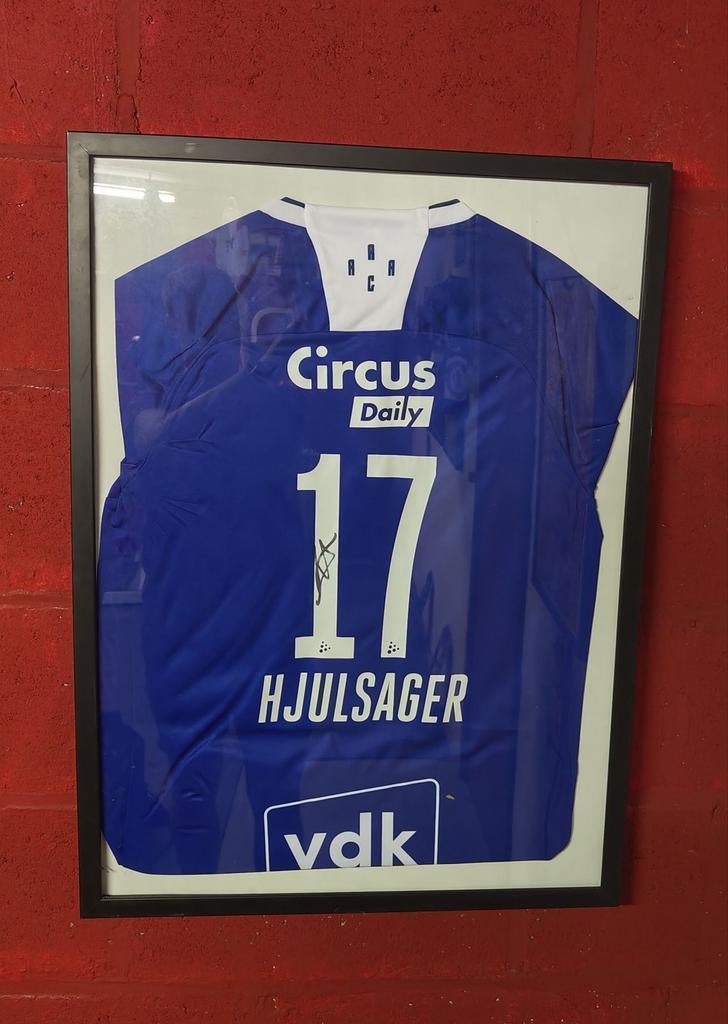 A
A A
C
Circus
Daily
17
HJULSAGER
vdk